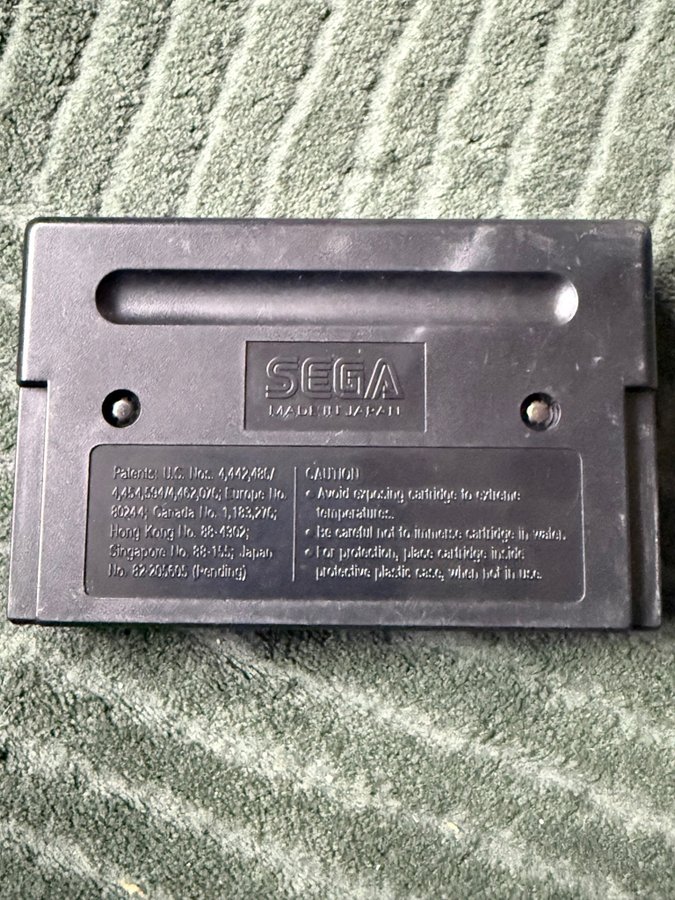 SEGA
MADE IN JAPAN
Patents: U.S. Nos. 4,442,486/
4,454,594/4,462,076; Europe No.
80244; Canada No. 1,183,276;
Hong Kong No. 88-4302;
Singapore No. 88-155; Japan
No. 82-205605 (Pending)
CAUTION
• Avoid exposing cartridge to extreme
temperatures.
• Be careful not to immerse cartridge in water.
• For protection, place cartridge inside
protective plastic case, when not in use.